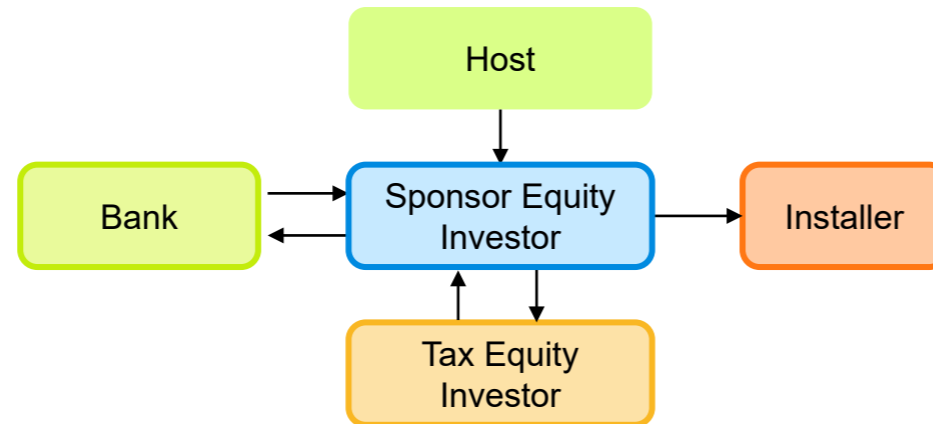 Host
Bank
Sponsor Equity
Investor
Installer
Tax Equity
Investor